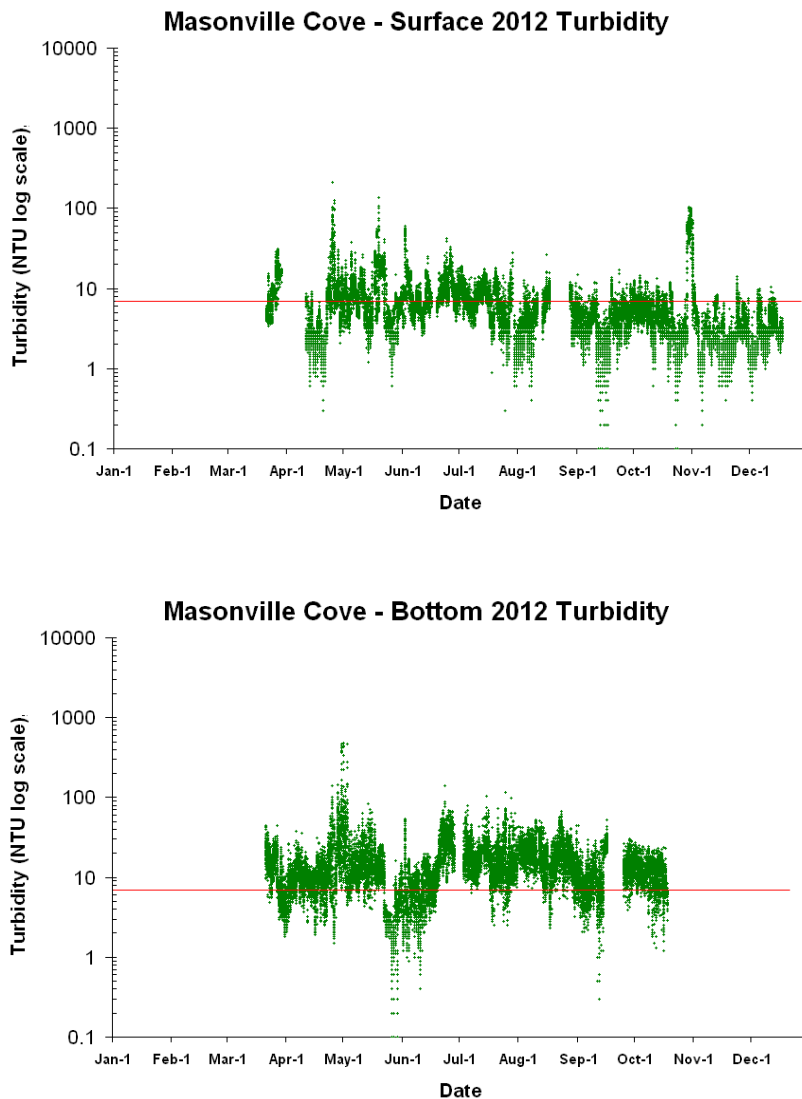 Masonville Cove - Surface 2012 Turbidity
10000
1000
100
10
1
0.1
Turbidity (NTU log scale)
Jan-1 Feb-1 Mar-1 Apr-1 May-1 Jun-1 Jul-1 Aug-1 Sep-1 Oct-1 Nov-1 Dec-1
Date
Masonville Cove - Bottom 2012 Turbidity
10000
1000
100
10
1
0.1
Turbidity (NTU log scale)
Jan-1 Feb-1 Mar-1 Apr-1 May-1 Jun-1 Jul-1 Aug-1 Sep-1 Oct-1 Nov-1 Dec-1
Date